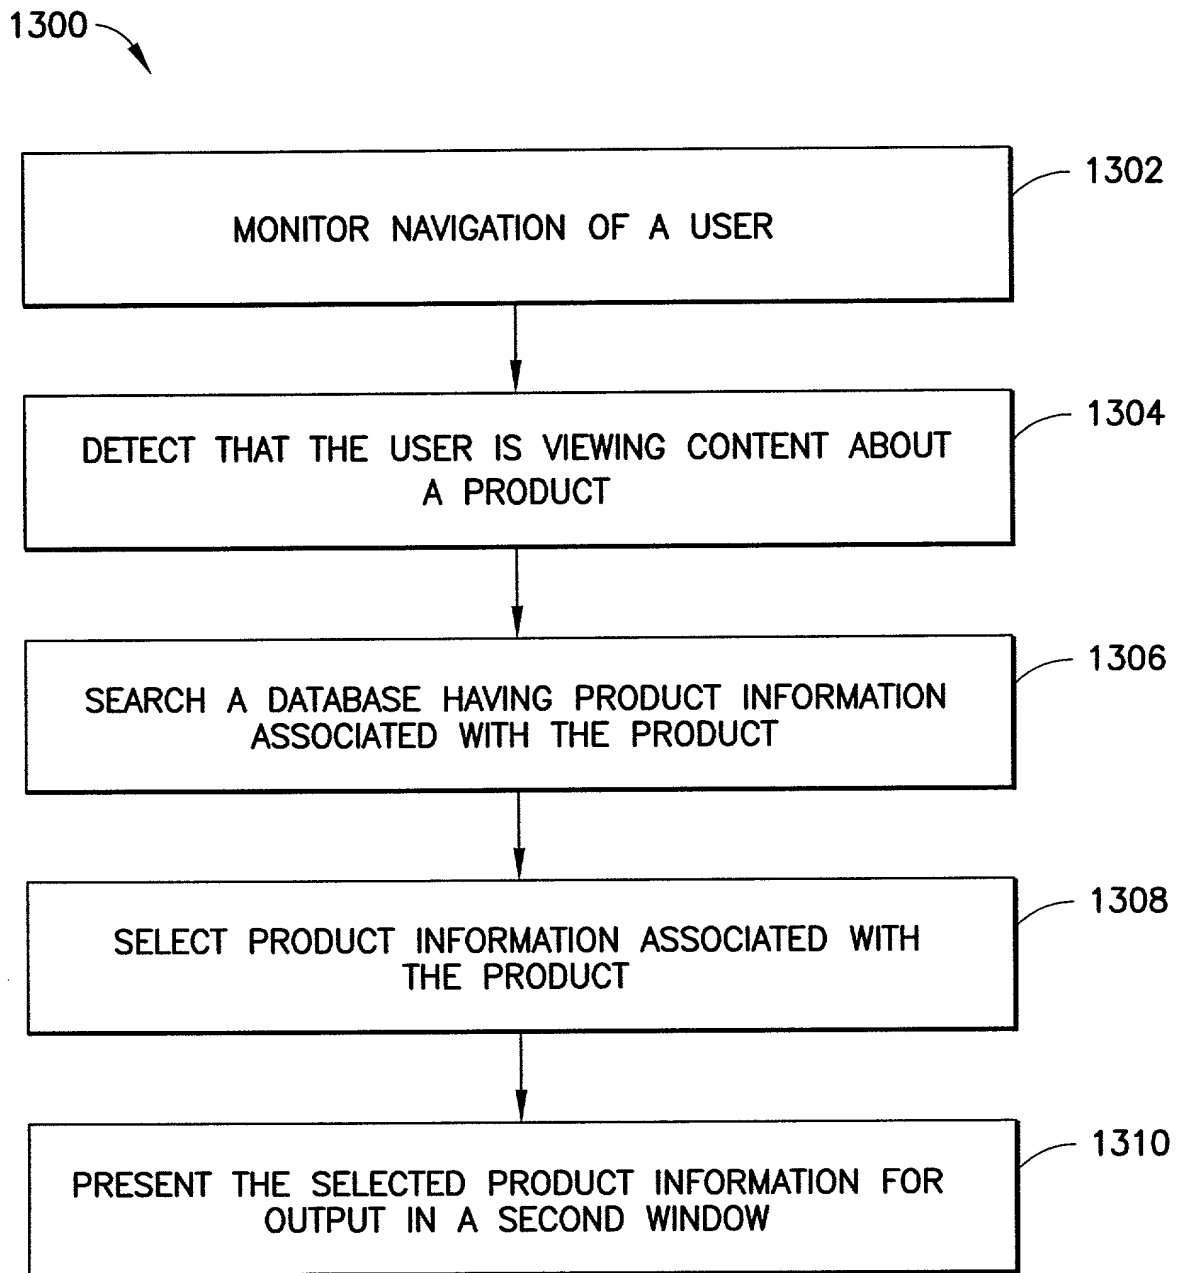 1300
MONITOR NAVIGATION OF A USER
1302
DETECT THAT THE USER IS VIEWING CONTENT ABOUT
A PRODUCT
1304
SEARCH A DATABASE HAVING PRODUCT INFORMATION
ASSOCIATED WITH THE PRODUCT
1306
SELECT PRODUCT INFORMATION ASSOCIATED WITH
THE PRODUCT
1308
PRESENT THE SELECTED PRODUCT INFORMATION FOR
OUTPUT IN A SECOND WINDOW
1310